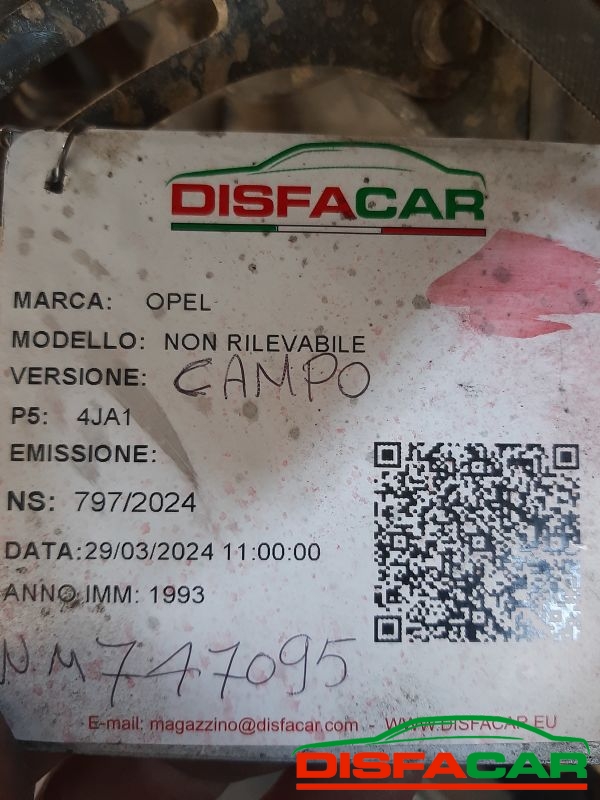 DISFACAR
MARCA: OPEL
MODELLO: NON RILEVABILE
VERSIONE: CAMPO
P5: 4JA1
EMISSIONE:
NS: 797/2024
DATA:29/03/2024 11:00:00
ANNO IMM: 1993
N.M 747095
E-mail: magazzino@disfacar.com - WWW.DISFACAR.EU
DISFACAR